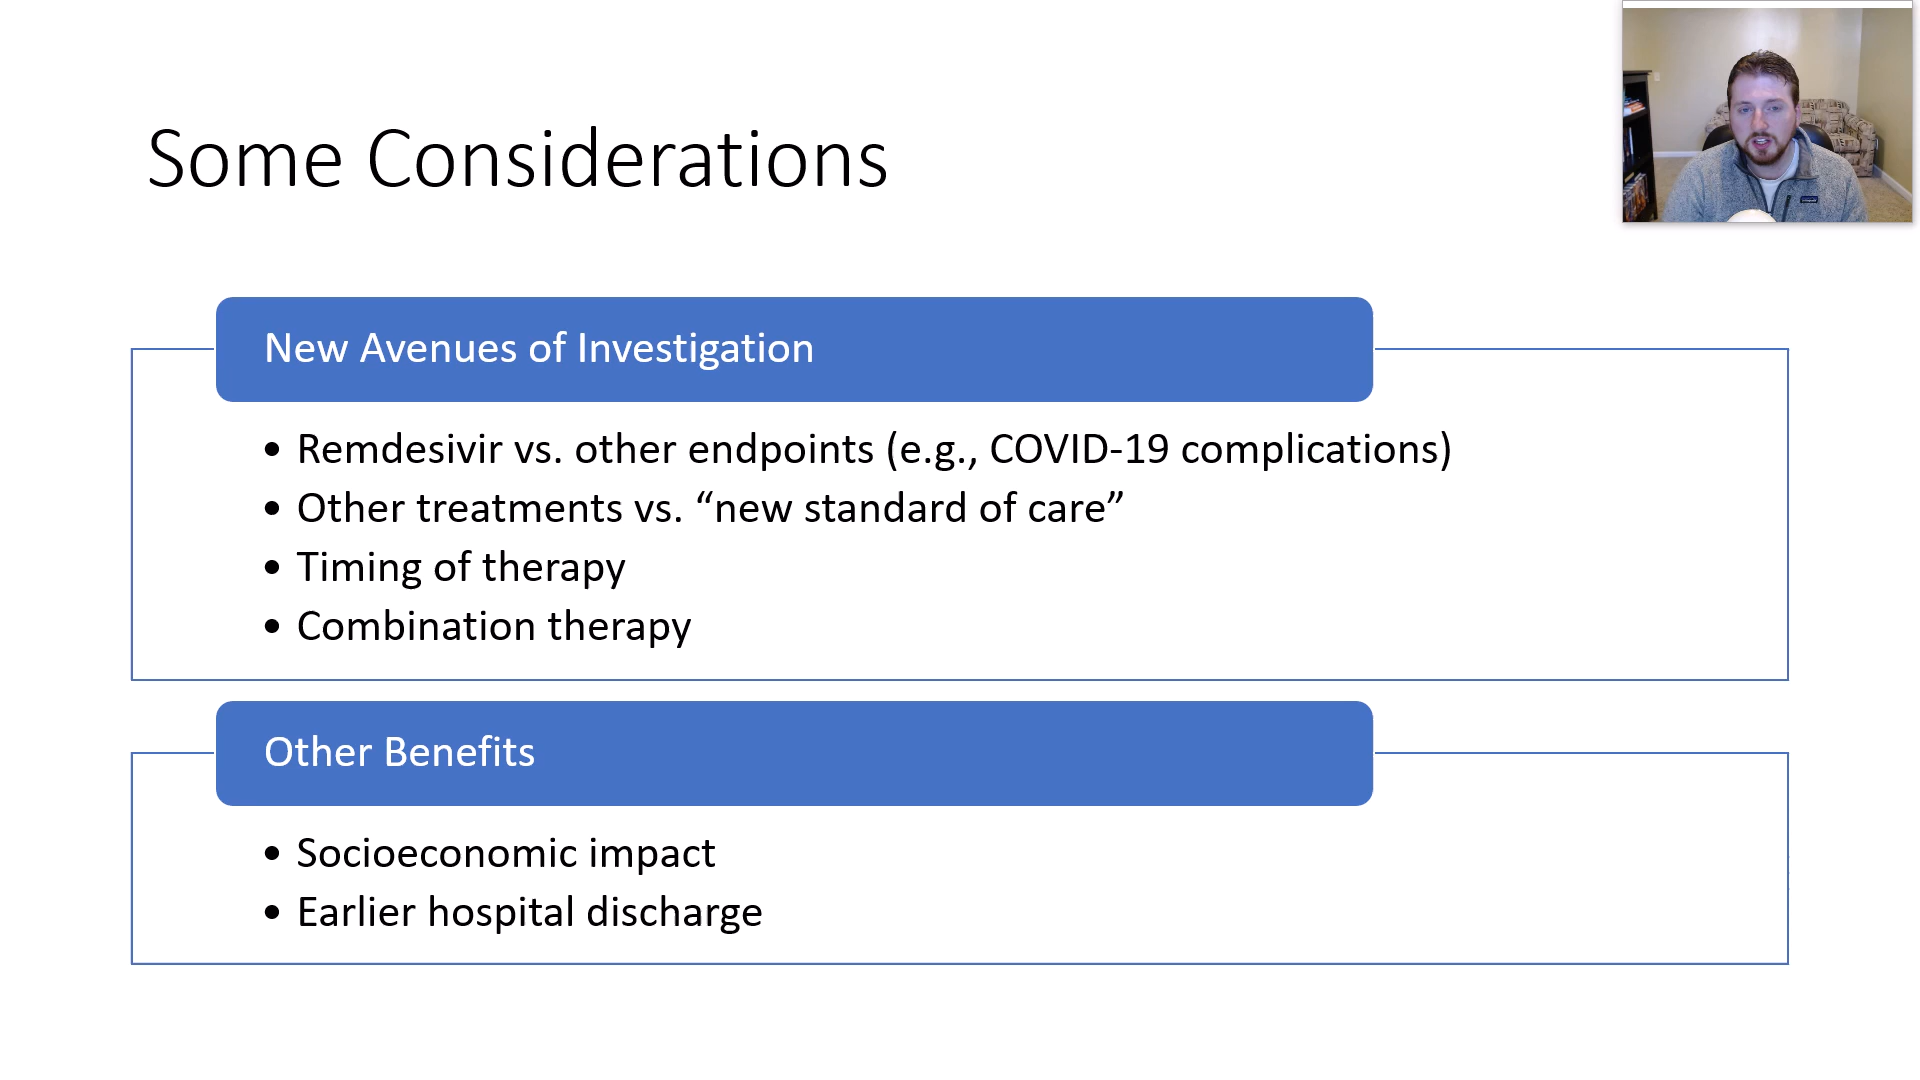 Some Considerations
New Avenues of Investigation
• Remdesivir vs. other endpoints (e.g., COVID-19 complications)
• Other treatments vs. “new standard of care”
• Timing of therapy
• Combination therapy
Other Benefits
• Socioeconomic impact
• Earlier hospital discharge